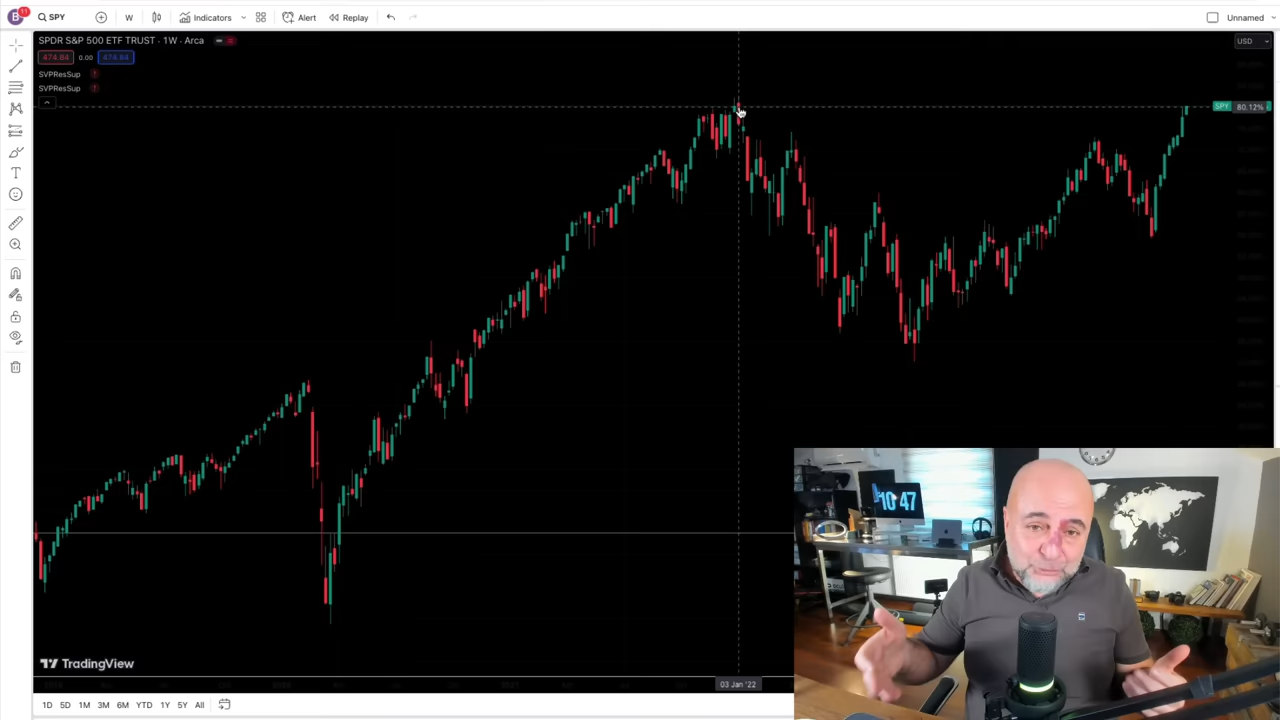 B 11 SPY W Indicators Alert Replay Unnamed
SPDR S&P 500 ETF TRUST · 1W · Arca
USD
474.84 0.00 474.84
SVPResSup !
SVPResSup !
SPY 80.12%
10 47
TradingView
03 Jan '22
1D 5D 1M 3M 6M YTD 1Y 5Y All